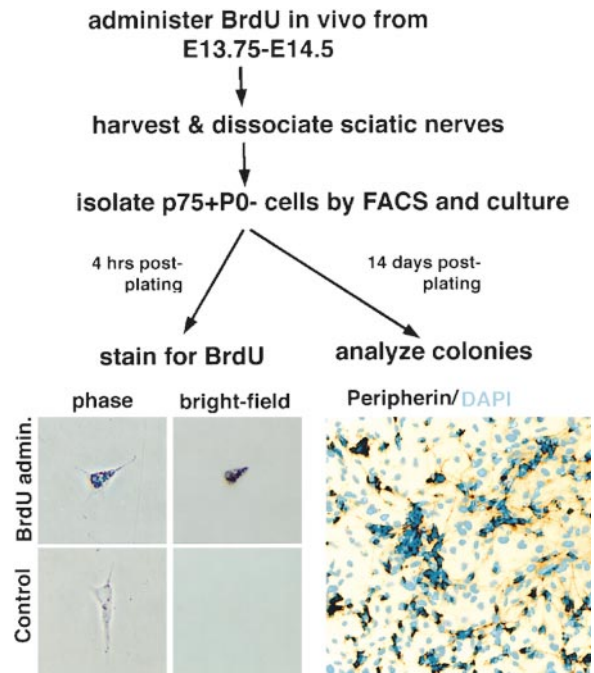 administer BrdU in vivo from
E13.75-E14.5
harvest & dissociate sciatic nerves
isolate p75+P0- cells by FACS and culture
4 hrs post-
plating
14 days post-
plating
stain for BrdU
analyze colonies
phase
bright-field
Peripherin/DAPI
BrdU admin.
Control